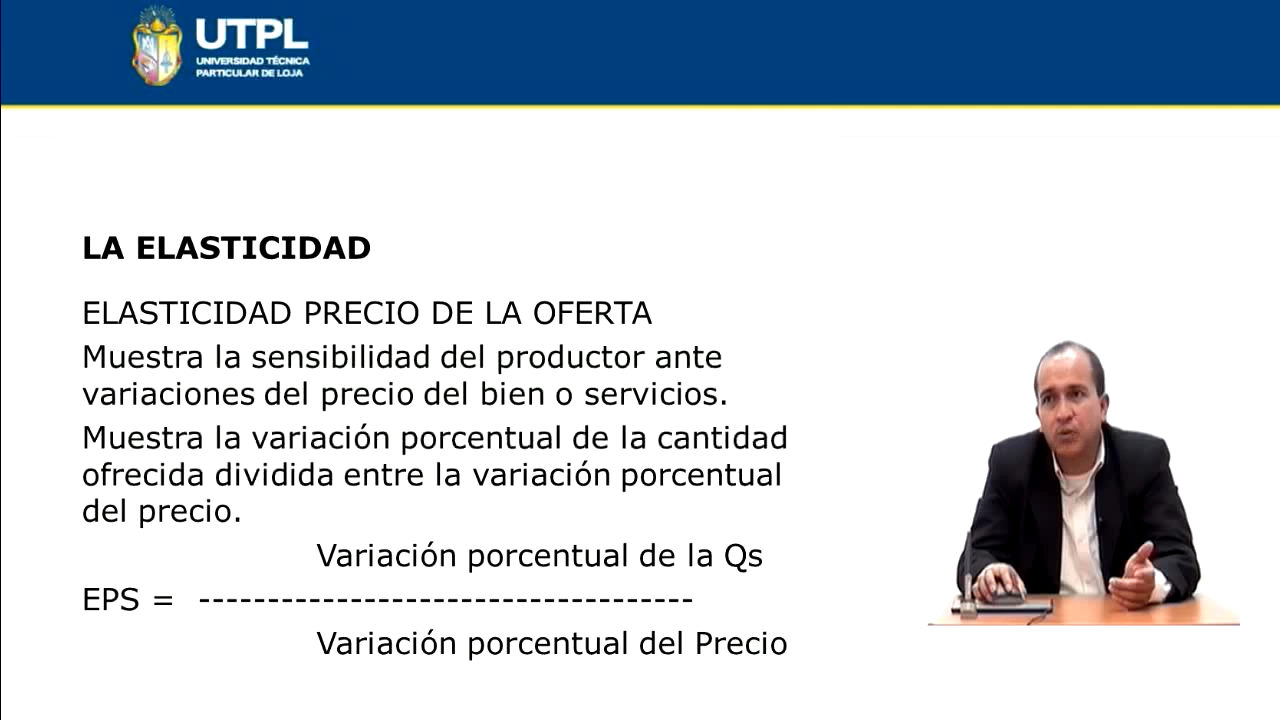 UTPL
UNIVERSIDAD TÉCNICA
PARTICULAR DE LOJA
LA ELASTICIDAD
ELASTICIDAD PRECIO DE LA OFERTA
Muestra la sensibilidad del productor ante
variaciones del precio del bien o servicios.
Muestra la variación porcentual de la cantidad
ofrecida dividida entre la variación porcentual
del precio.
Variación porcentual de la Qs
EPS = ------------------------------------
Variación porcentual del Precio